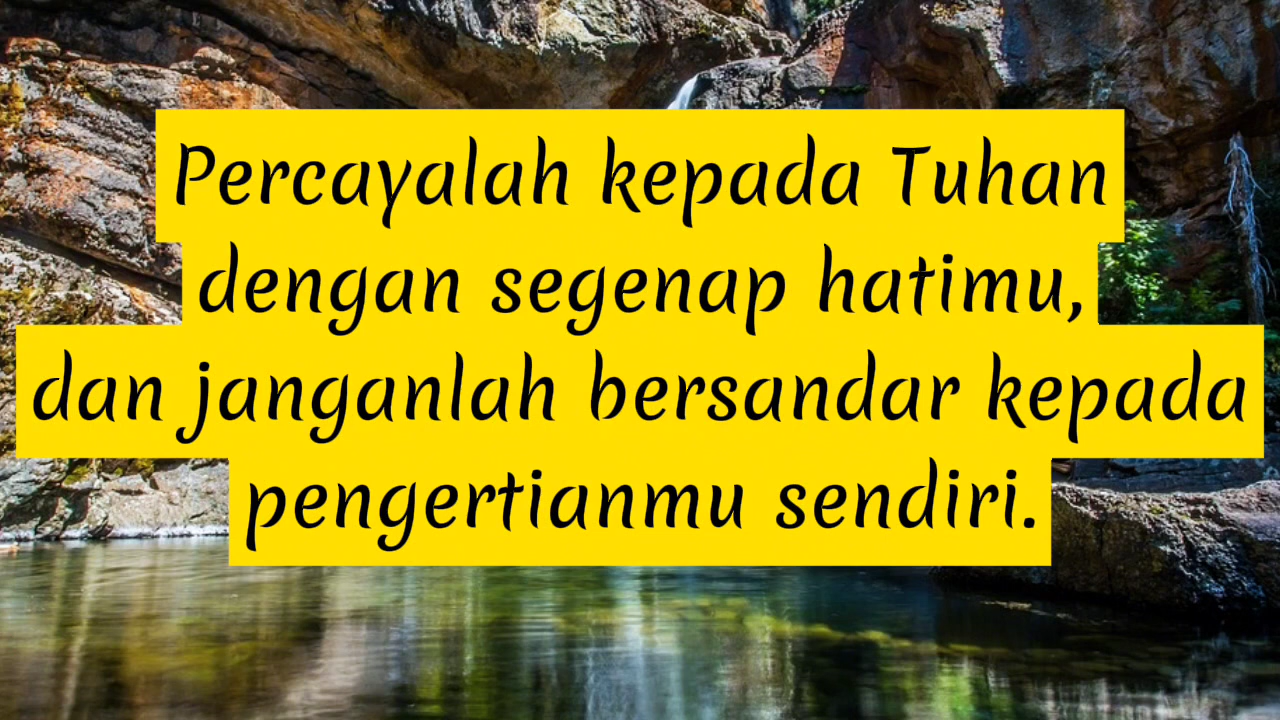 Percayalah kepada Tuhan
dengan segenap hatimu,
dan janganlah bersandar kepada
pengertianmu sendiri.